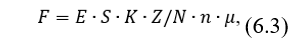 F = E · S · K · Z/N · n · μ, (6.3)